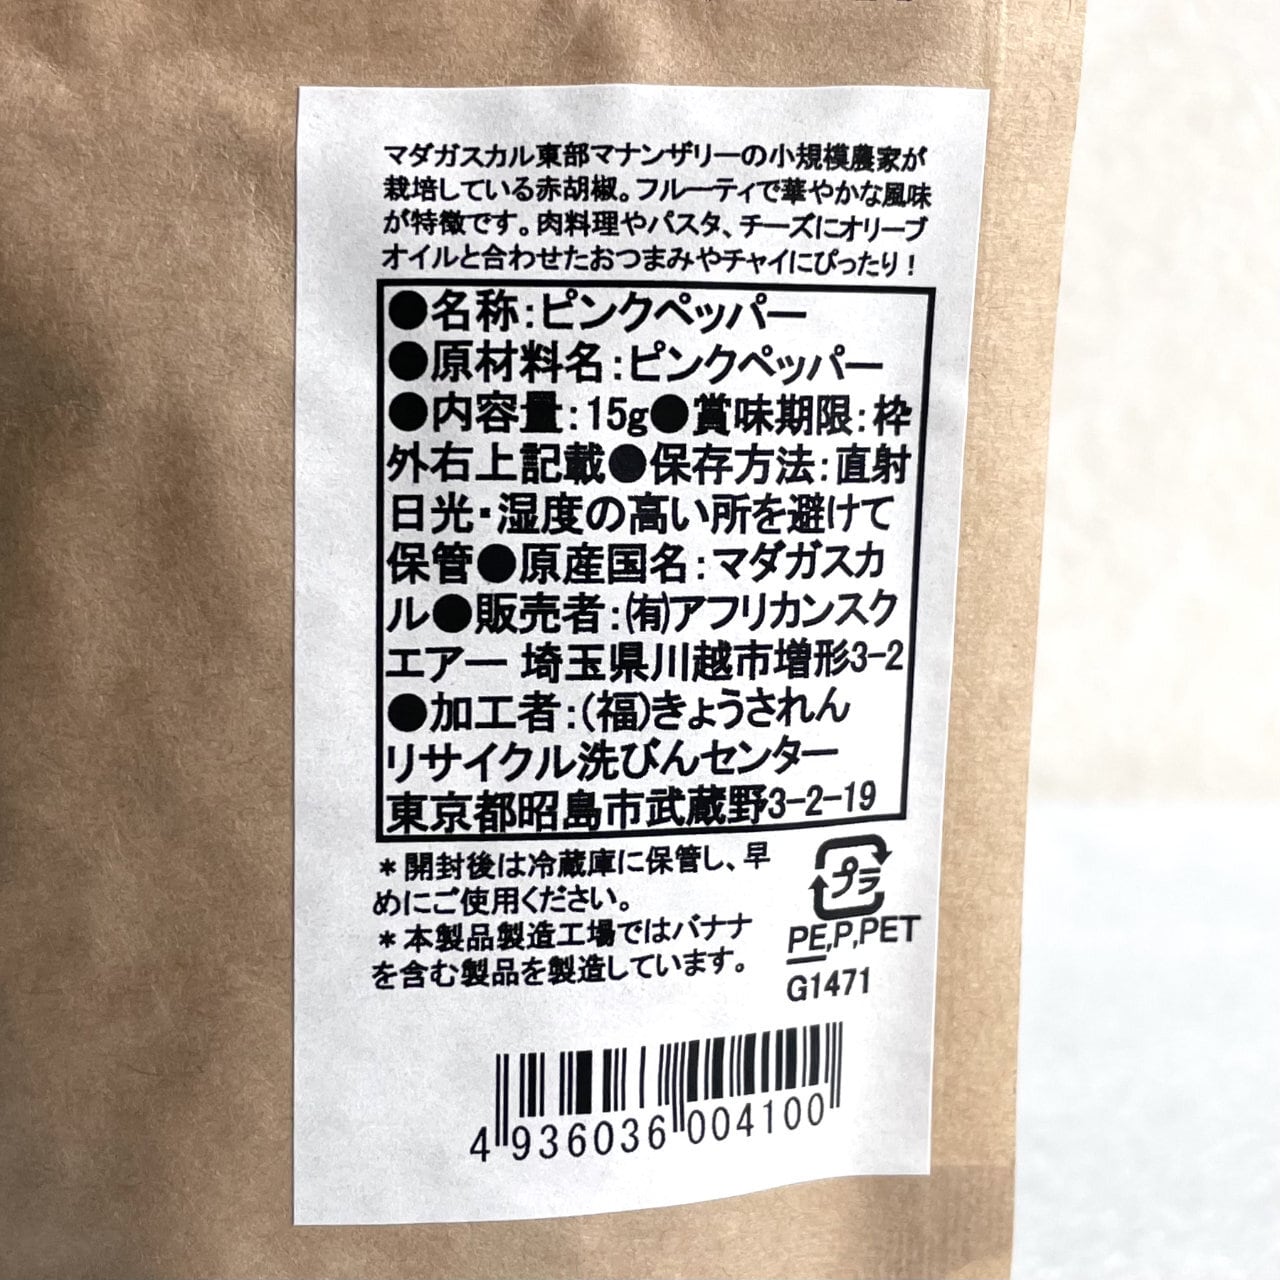 マダガスカル東部マナンザリーの小規模農家が
栽培している赤胡椒。フルーティで華やかな風味
が特徴です。肉料理やパスタ、チーズにオリーブ
オイルと合わせたおつまみやチャイにぴったり！
●名称：ピンクペッパー
●原材料名：ピンクペッパー
●内容量：15g●賞味期限：枠
外右上記載●保存方法：直射
日光・湿度の高い所を避けて
保管●原産国名：マダガスカ
ル●販売者：㈲アフリカンスク
エアー 埼玉県川越市増形3-2
●加工者：（福）きょうされん
リサイクル洗びんセンター
東京都昭島市武蔵野3-2-19
＊開封後は冷蔵庫に保管し、早
めにご使用ください。
＊本製品製造工場ではバナナ
を含む製品を製造しています。
プラ
PE,P,PET
G1471
4 936036 004100